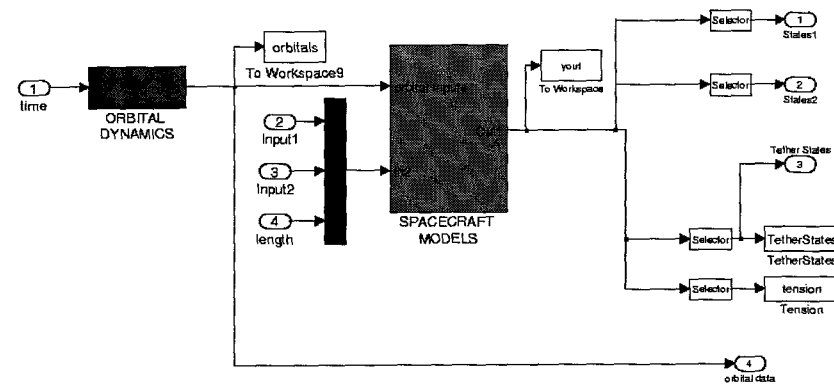 1
time
ORBITAL
DYNAMICS
orbitals
To Workspace9
2
Input1
3
Input2
4
length
SPACECRAFT
MODELS
yout
To Workspace
Selector
1
States1
Selector
2
States2
Tether States
3
Selector
TetherStates
TetherStates
Selector
tension
Tension
4
orbital data